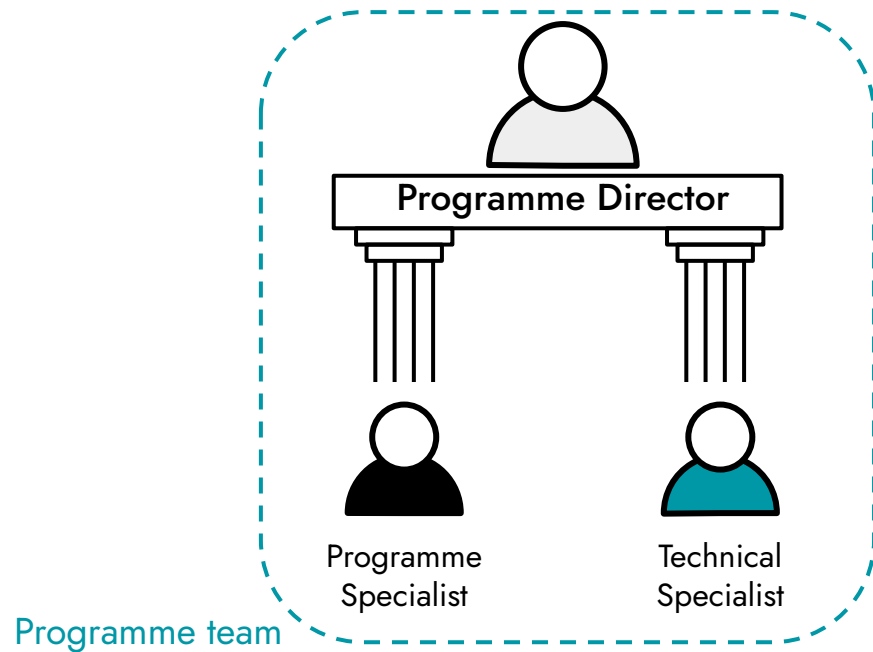 Programme Director
Programme
Specialist
Technical
Specialist
Programme team